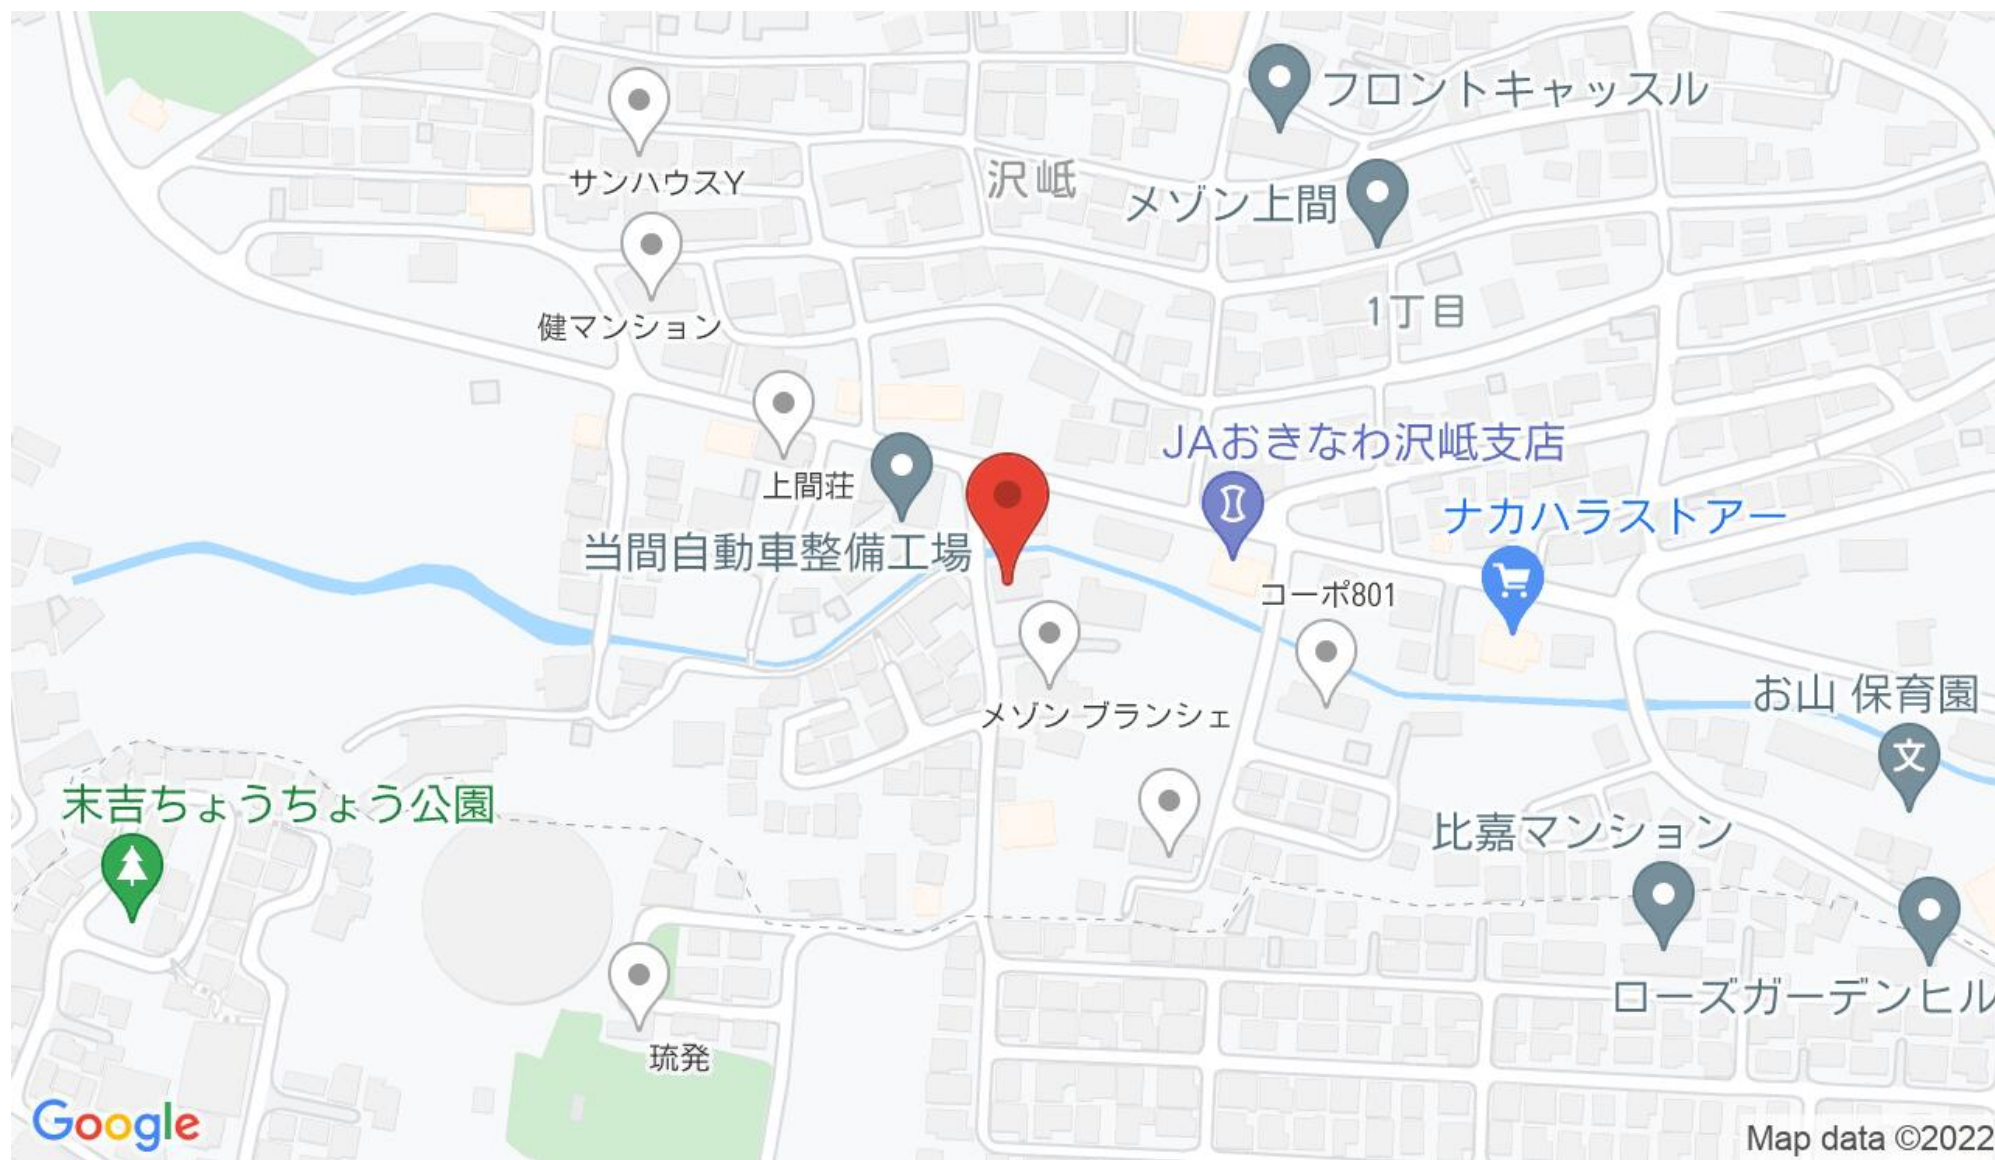 フロントキャッスル
サンハウスY
沢岻
メゾン上間
健マンション
1丁目
JAおきなわ沢岻支店
上間荘
ナカハラストアー
当間自動車整備工場
コーポ801
お山 保育園
文
メゾン ブランシェ
末吉ちょうちょう公園
比嘉マンション
ローズガーデンヒル
琉発
Google
Map data ©2022